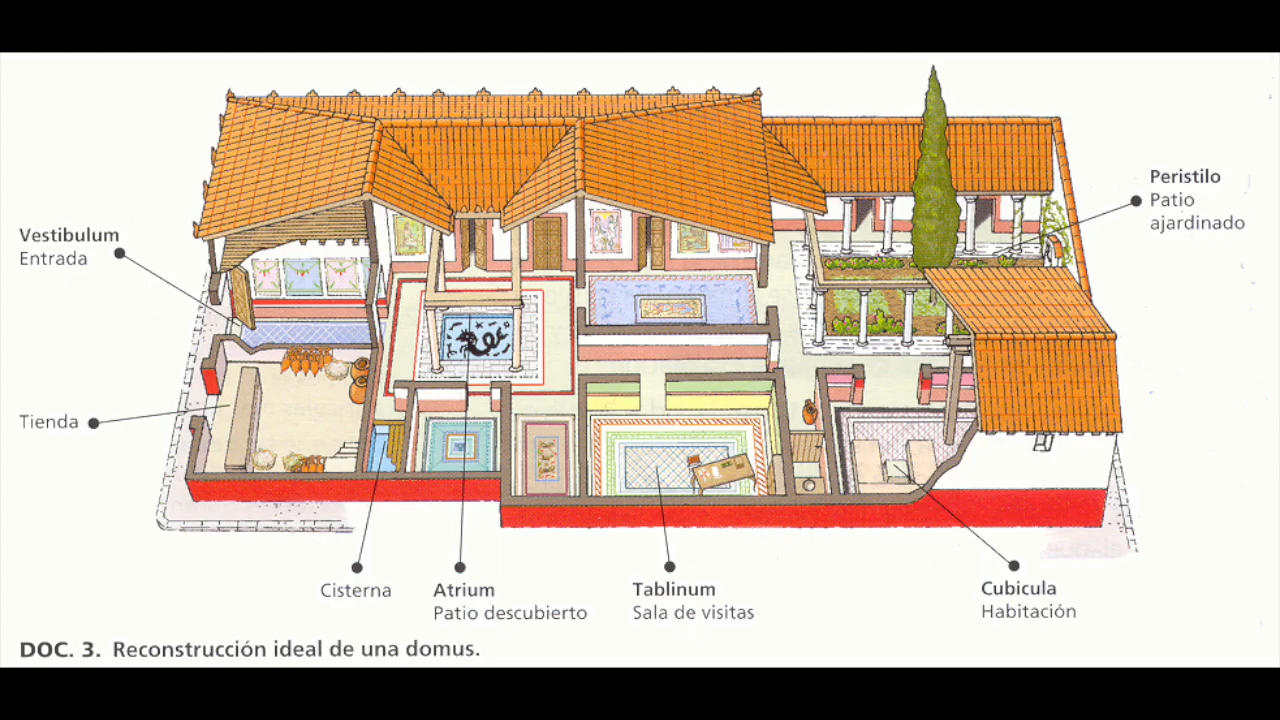 Vestibulum
Entrada
Tienda
Peristilo
Patio
ajardinado
Cisterna
Atrium
Patio descubierto
Tablinum
Sala de visitas
Cubicula
Habitación
DOC. 3. Reconstrucción ideal de una domus.